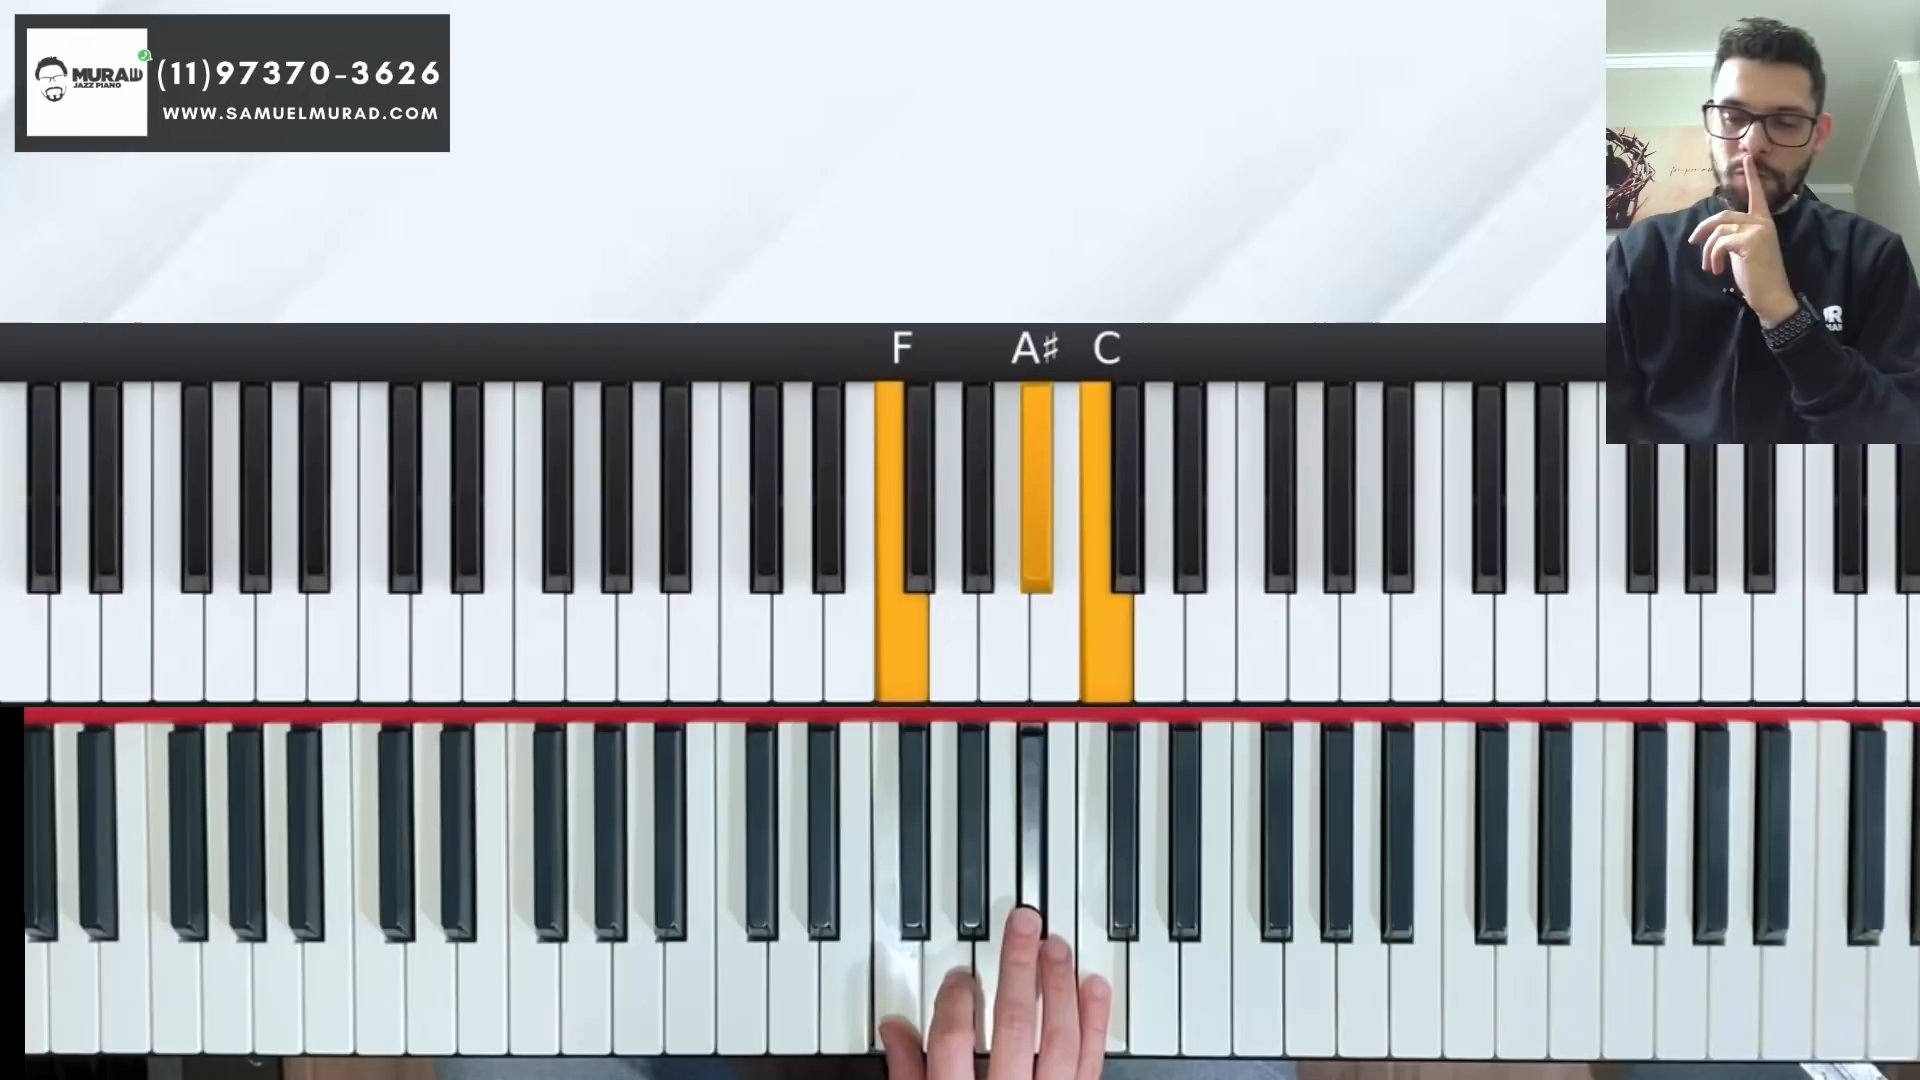 MURAD
JAZZ PIANO
(11)97370-3626
WWW.SAMUELMURAD.COM
F A♯ C